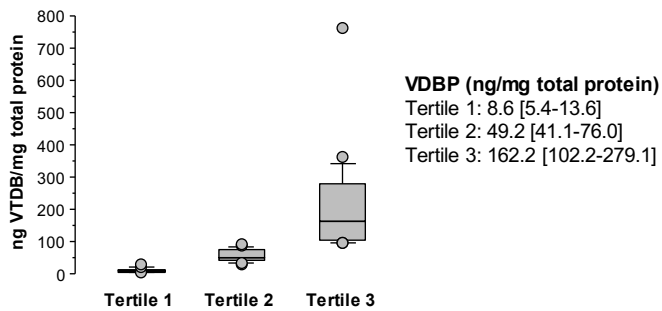 800
700
600
500
400
300
200
100
0
ng VTDB/mg total protein
Tertile 1
Tertile 2
Tertile 3
VDBP (ng/mg total protein)
Tertile 1: 8.6 [5.4-13.6]
Tertile 2: 49.2 [41.1-76.0]
Tertile 3: 162.2 [102.2-279.1]